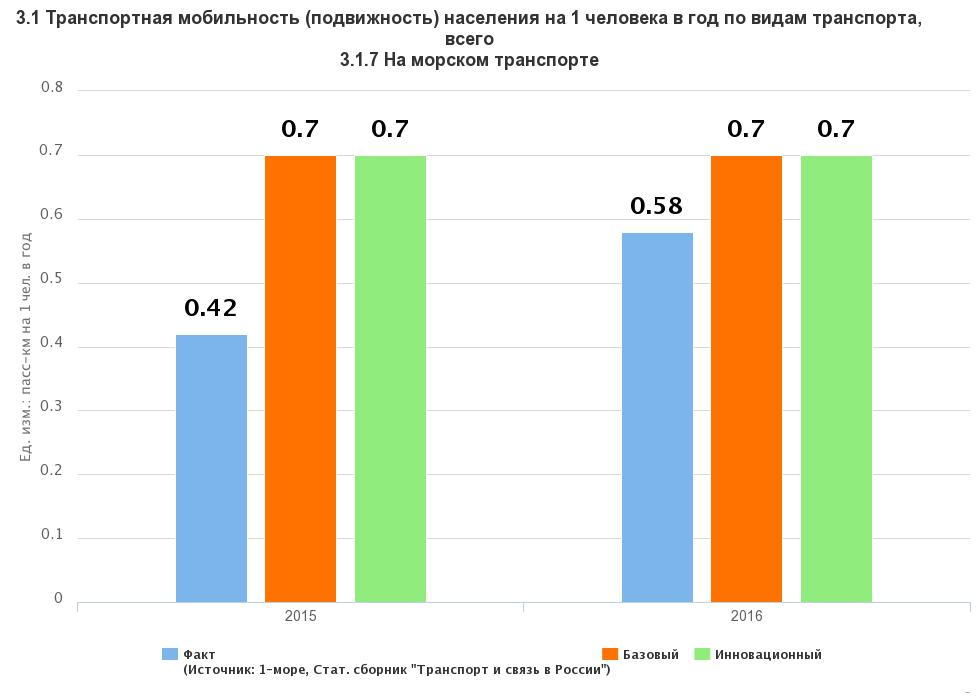 3.1 Транспортная мобильность (подвижность) населения на 1 человека в год по видам транспорта,
всего
3.1.7 На морском транспорте
Ед. изм.: пасс-км на 1 чел. в год
0.8
0.7
0.6
0.5
0.4
0.3
0.2
0.1
0
0.42
0.7
0.7
0.58
0.7
0.7
2015
2016
Факт
(Источник: 1-море, Стат. сборник "Транспорт и связь в России")
Базовый
Инновационный